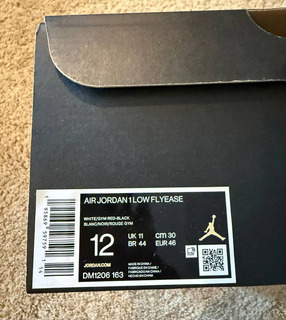 AIR JORDAN 1 LOW FLYEASE
WHITE/GYM RED-BLACK
BLANC/NOIR/ROUGE GYM
12
UK 11
CM 30
BR 44
EUR 46
JORDAN.COM
DM1206 163
MADE IN CHINA /
FABRIQUÉ EN CHINE /
FABRICADO NA CHINA /
HECHO EN CHINA